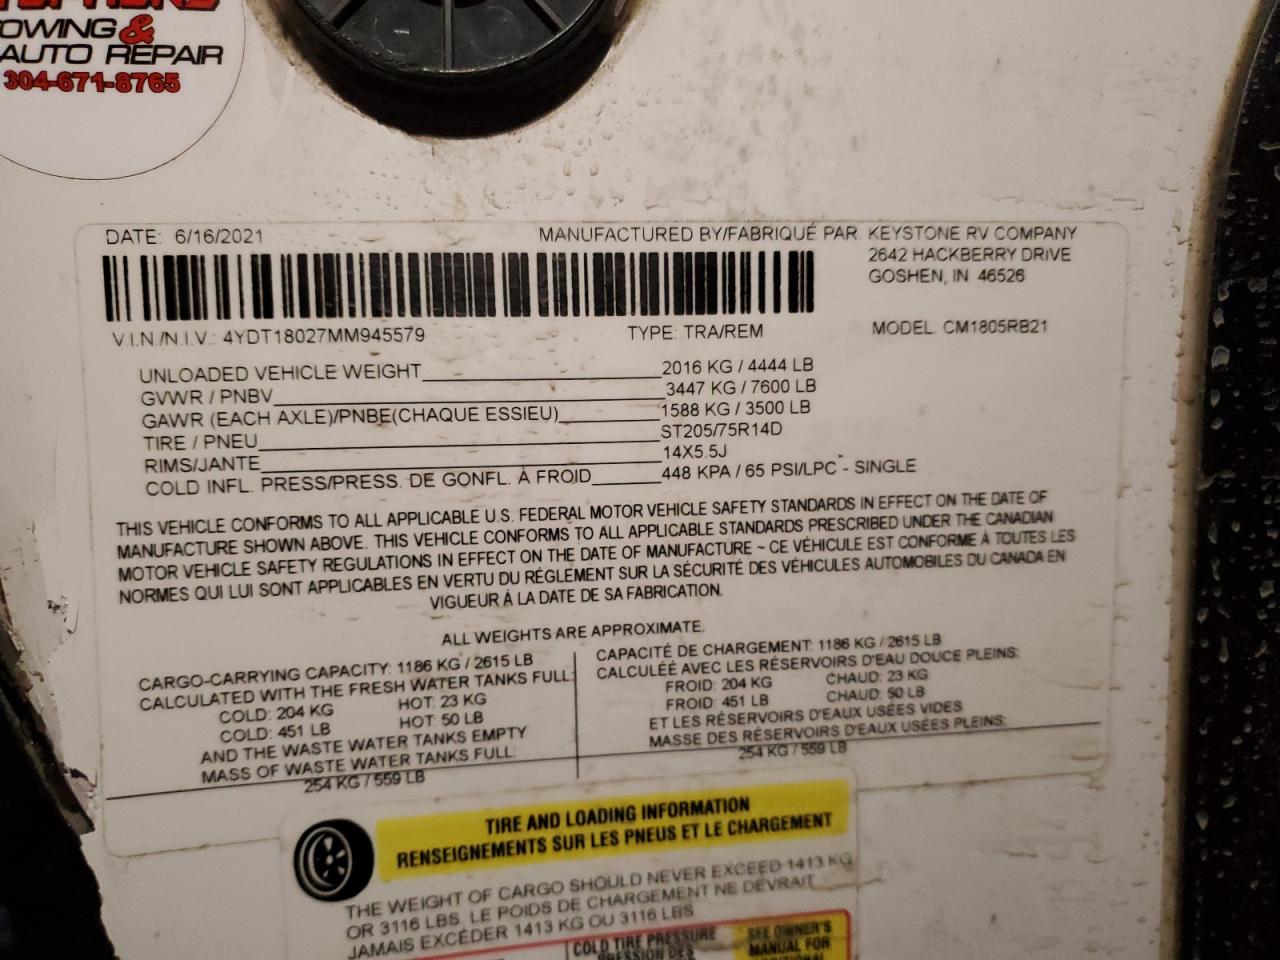 OWING &
AUTO REPAIR
304-671-8765
DATE: 6/16/2021
MANUFACTURED BY/FABRIQUÉ PAR: KEYSTONE RV COMPANY
2642 HACKBERRY DRIVE
GOSHEN, IN 46526
V.I.N./N.I.V.: 4YDT18027MM945579
TYPE: TRA/REM
MODEL: CM1805RB21
UNLOADED VEHICLE WEIGHT 2016 KG / 4444 LB
GVWR / PNBV 3447 KG / 7600 LB
GAWR (EACH AXLE)/PNBE(CHAQUE ESSIEU) 1588 KG / 3500 LB
TIRE / PNEU ST205/75R14D
RIMS/JANTE 14X5.5J
COLD INFL. PRESS/PRESS. DE GONFL. À FROID 448 KPA / 65 PSI/LPC - SINGLE
THIS VEHICLE CONFORMS TO ALL APPLICABLE U.S. FEDERAL MOTOR VEHICLE SAFETY STANDARDS IN EFFECT ON THE DATE OF
MANUFACTURE SHOWN ABOVE. THIS VEHICLE CONFORMS TO ALL APPLICABLE STANDARDS PRESCRIBED UNDER THE CANADIAN
MOTOR VEHICLE SAFETY REGULATIONS IN EFFECT ON THE DATE OF MANUFACTURE ~ CE VÉHICULE EST CONFORME À TOUTES LES
NORMES QUI LUI SONT APPLICABLES EN VERTU DU RÉGLEMENT SUR LA SÉCURITÉ DES VÉHICULES AUTOMOBILES DU CANADA EN
VIGUEUR À LA DATE DE SA FABRICATION.
ALL WEIGHTS ARE APPROXIMATE.
CARGO-CARRYING CAPACITY: 1186 KG / 2615 LB
CALCULATED WITH THE FRESH WATER TANKS FULL:
COLD: 204 KG HOT: 23 KG
COLD: 451 LB HOT: 50 LB
AND THE WASTE WATER TANKS EMPTY
MASS OF WASTE WATER TANKS FULL:
254 KG / 559 LB
CAPACITÉ DE CHARGEMENT: 1186 KG / 2615 LB
CALCULÉE AVEC LES RÉSERVOIRS D'EAU DOUCE PLEINS:
FROID: 204 KG CHAUD: 23 KG
FROID: 451 LB CHAUD: 50 LB
ET LES RÉSERVOIRS D'EAUX USÉES VIDES
MASSE DES RÉSERVOIRS D'EAUX USÉES PLEINS:
254 KG / 559 LB
TIRE AND LOADING INFORMATION
RENSEIGNEMENTS SUR LES PNEUS ET LE CHARGEMENT
THE WEIGHT OF CARGO SHOULD NEVER EXCEED 1413 KG
OR 3116 LBS. LE POIDS DE CHARGEMENT NE DEVRAIT
JAMAIS EXCÉDER 1413 KG OU 3116 LBS.
COLD TIRE PRESSURE
SEE OWNER'S
MANUAL FOR